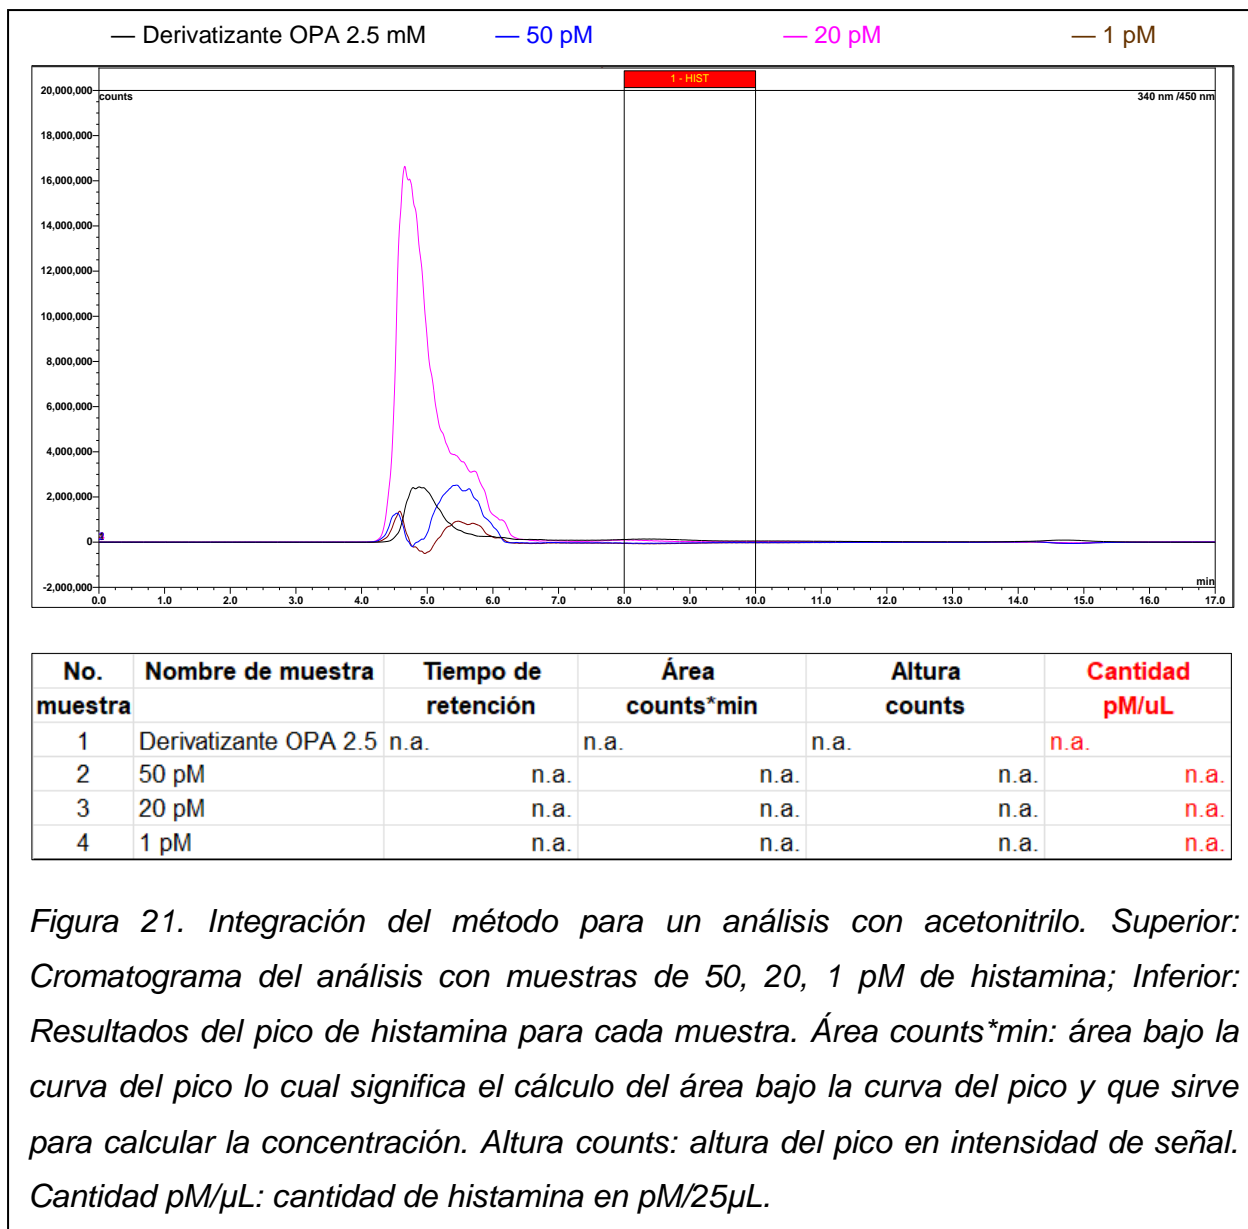 — Derivatizante OPA 2.5 mM — 50 pM — 20 pM — 1 pM
1 - HIST
20,000,000
counts
340 nm /450 nm
18,000,000
16,000,000
14,000,000
12,000,000
10,000,000
8,000,000
6,000,000
4,000,000
2,000,000
0
-2,000,000
min
0.0 1.0 2.0 3.0 4.0 5.0 6.0 7.0 8.0 9.0 10.0 11.0 12.0 13.0 14.0 15.0 16.0 17.0
No. Nombre de muestra Tiempo de Área Altura Cantidad
muestra retención counts*min counts pM/uL
1 Derivatizante OPA 2.5 n.a. n.a. n.a. n.a.
2 50 pM n.a. n.a. n.a. n.a.
3 20 pM n.a. n.a. n.a. n.a.
4 1 pM n.a. n.a. n.a. n.a.
Figura 21. Integración del método para un análisis con acetonitrilo. Superior:
Cromatograma del análisis con muestras de 50, 20, 1 pM de histamina; Inferior:
Resultados del pico de histamina para cada muestra. Área counts*min: área bajo la
curva del pico lo cual significa el cálculo del área bajo la curva del pico y que sirve
para calcular la concentración. Altura counts: altura del pico en intensidad de señal.
Cantidad pM/µL: cantidad de histamina en pM/25µL.